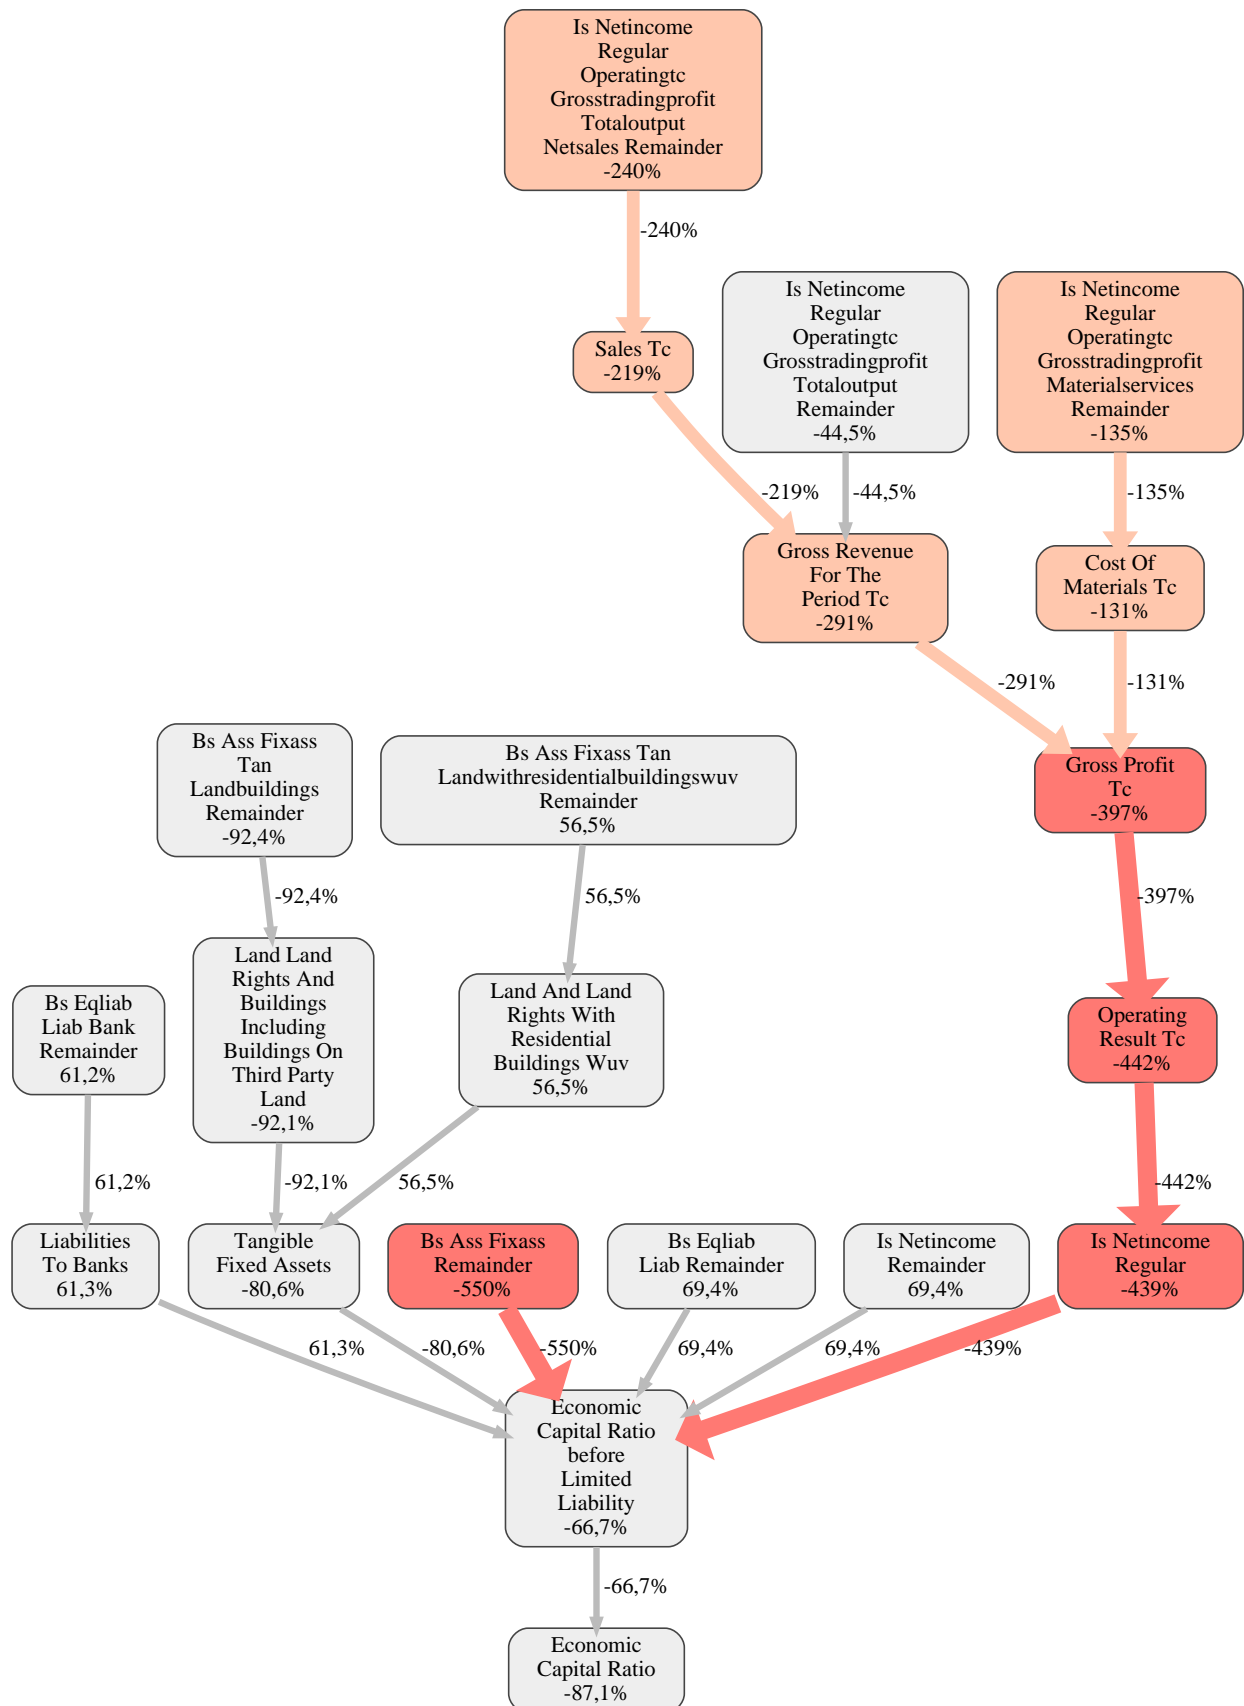 Is Netincome
Regular
Operatingtc
Grosstradingprofit
Totaloutput
Netsales Remainder
-240%
-240%
Is Netincome
Regular
Operatingtc
Grosstradingprofit
Totaloutput
Remainder
-44,5%
Is Netincome
Regular
Operatingtc
Grosstradingprofit
Materialservices
Remainder
-135%
Sales Tc
-219%
-219%
-44,5%
-135%
Gross Revenue
For The
Period Tc
-291%
Cost Of
Materials Tc
-131%
-291%
-131%
Bs Ass Fixass
Tan
Landbuildings
Remainder
-92,4%
Bs Ass Fixass Tan
Landwithresidentialbuildingswuv
Remainder
56,5%
Gross Profit
Tc
-397%
-92,4%
56,5%
-397%
Bs Eqliab
Liab Bank
Remainder
61,2%
Land Land
Rights And
Buildings
Including
Buildings On
Third Party
Land
-92,1%
Land And Land
Rights With
Residential
Buildings Wuv
56,5%
Operating
Result Tc
-442%
61,2%
-92,1%
56,5%
-442%
Liabilities
To Banks
61,3%
Tangible
Fixed Assets
-80,6%
Bs Ass Fixass
Remainder
-550%
Bs Eqliab
Liab Remainder
69,4%
Is Netincome
Remainder
69,4%
Is Netincome
Regular
-439%
61,3%
-80,6%
-550%
69,4%
69,4%
-439%
Economic
Capital Ratio
before
Limited
Liability
-66,7%
-66,7%
Economic
Capital Ratio
-87,1%